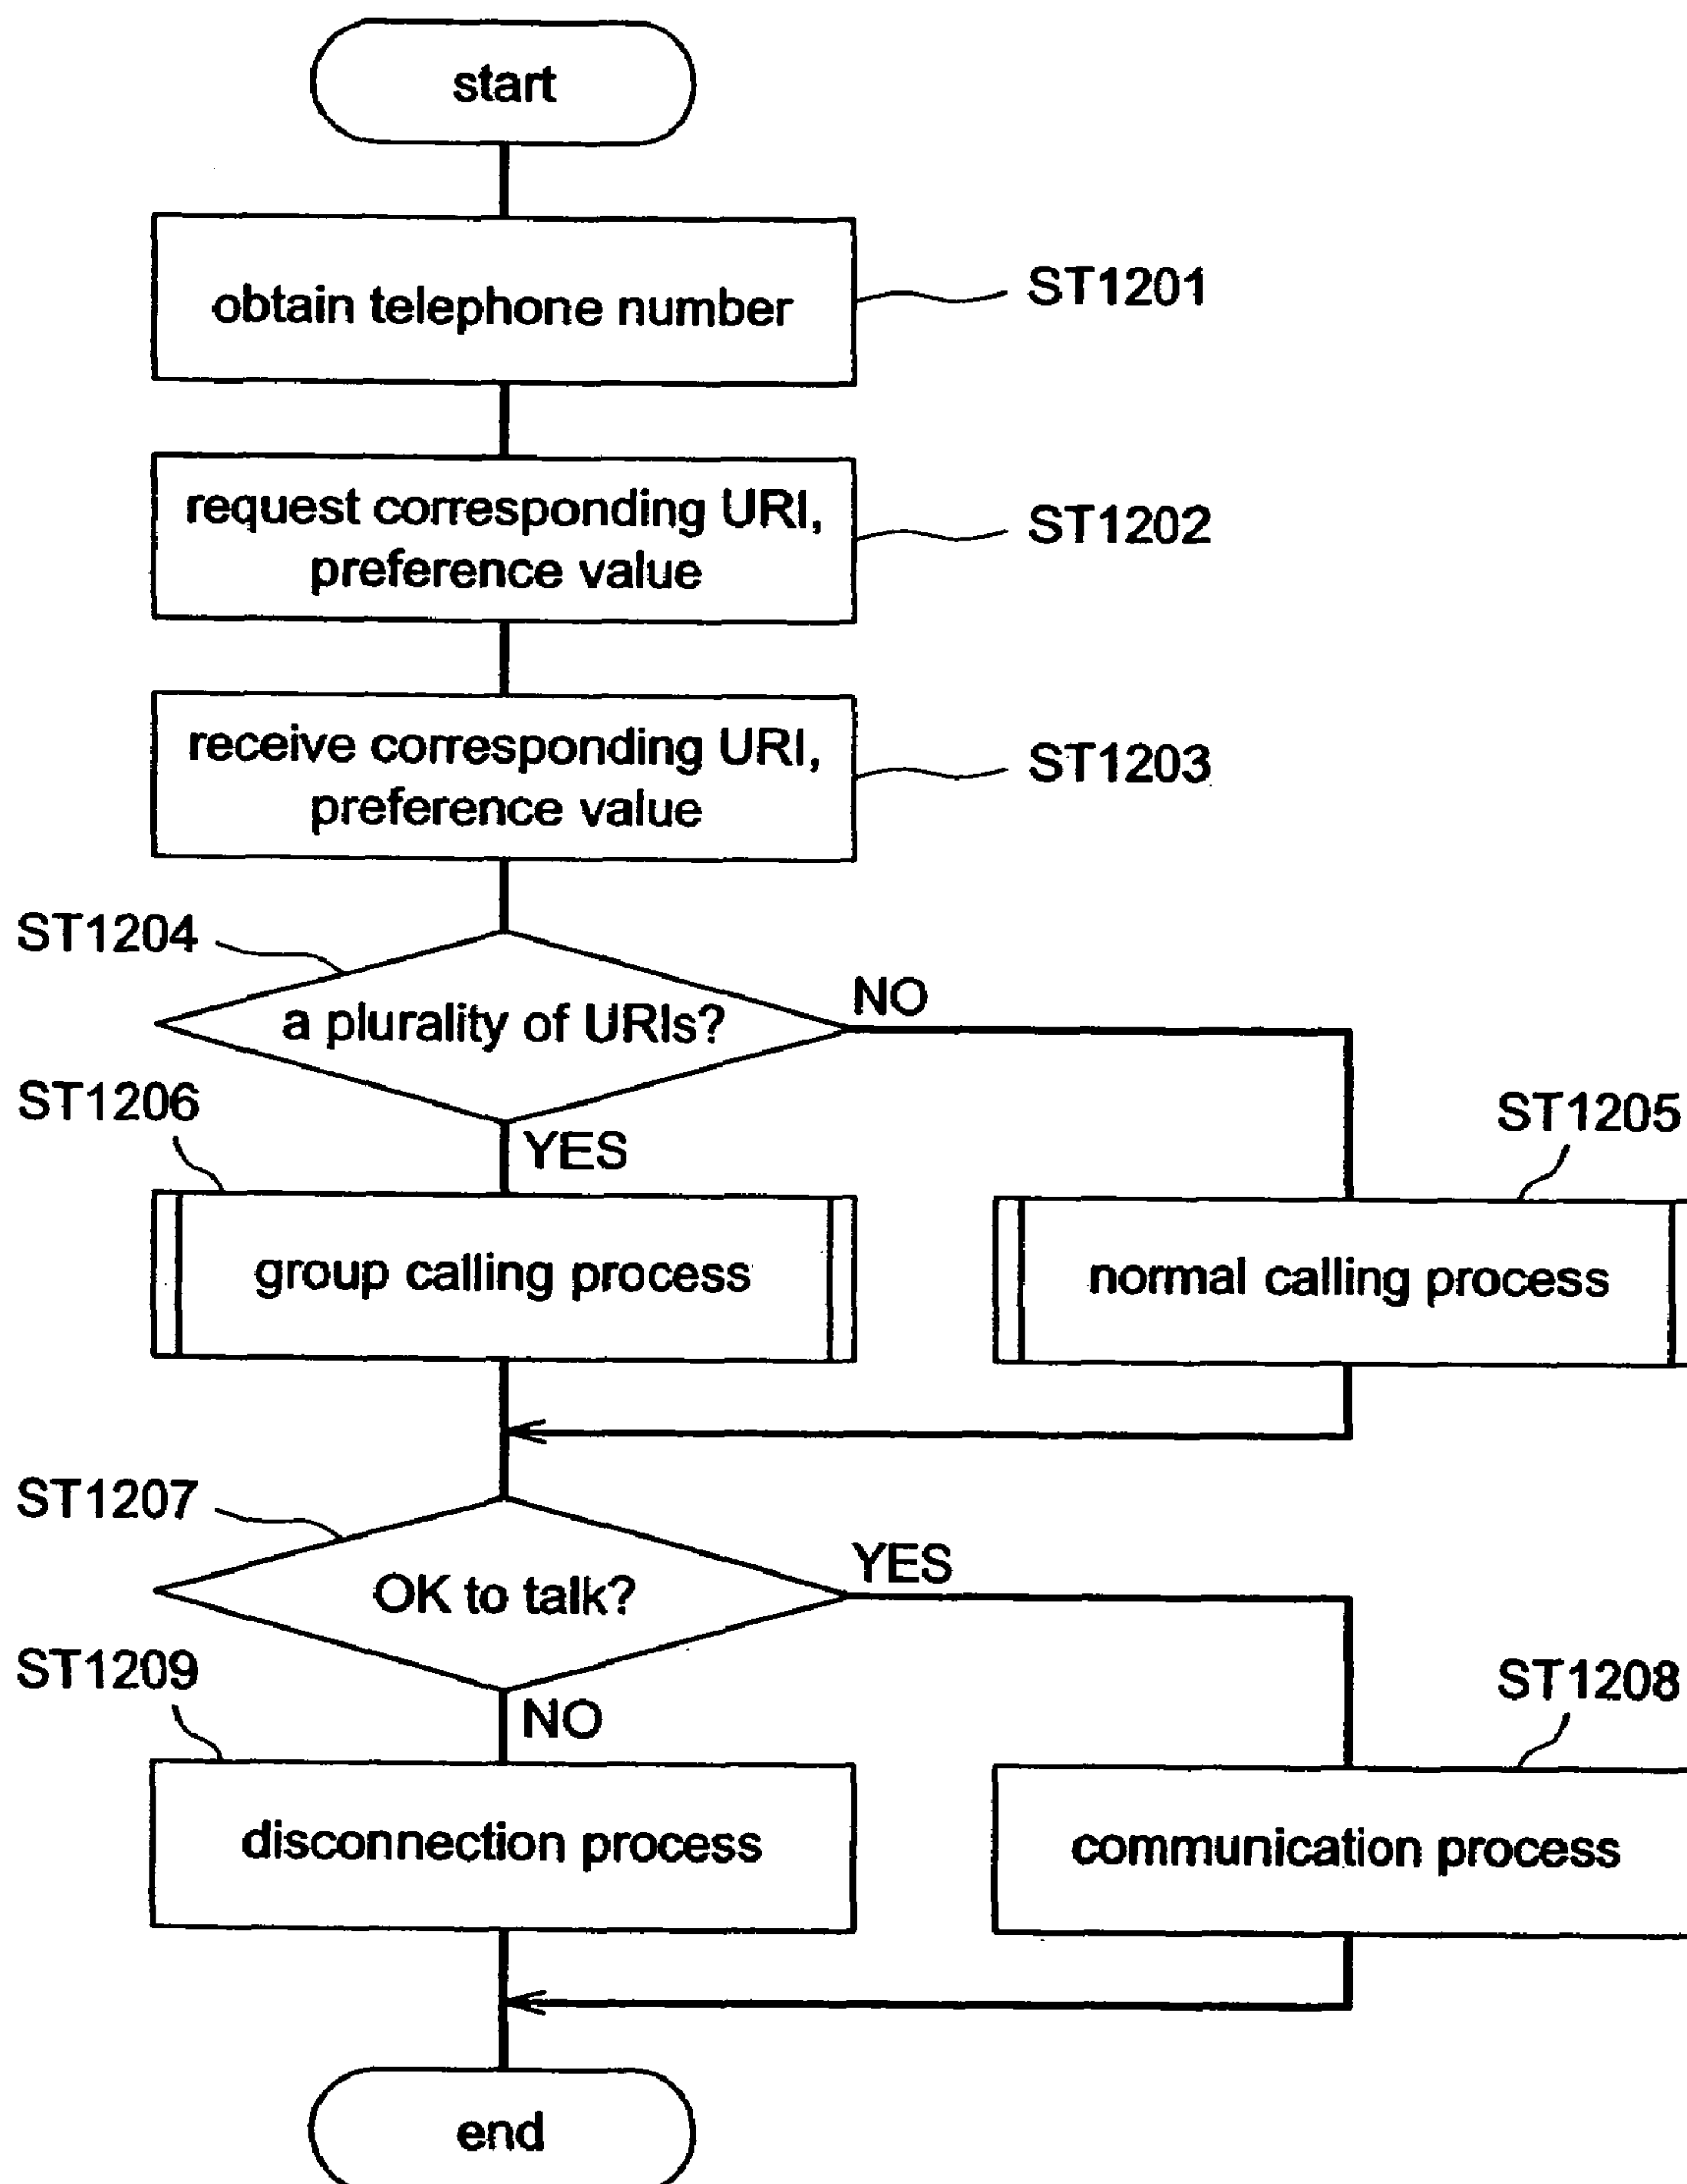 start
obtain telephone number
ST1201
request corresponding URI,
preference value
ST1202
receive corresponding URI,
preference value
ST1203
ST1204
a plurality of URIs?
NO
YES
ST1206
group calling process
ST1205
normal calling process
ST1207
OK to talk?
YES
NO
ST1209
disconnection process
ST1208
communication process
end